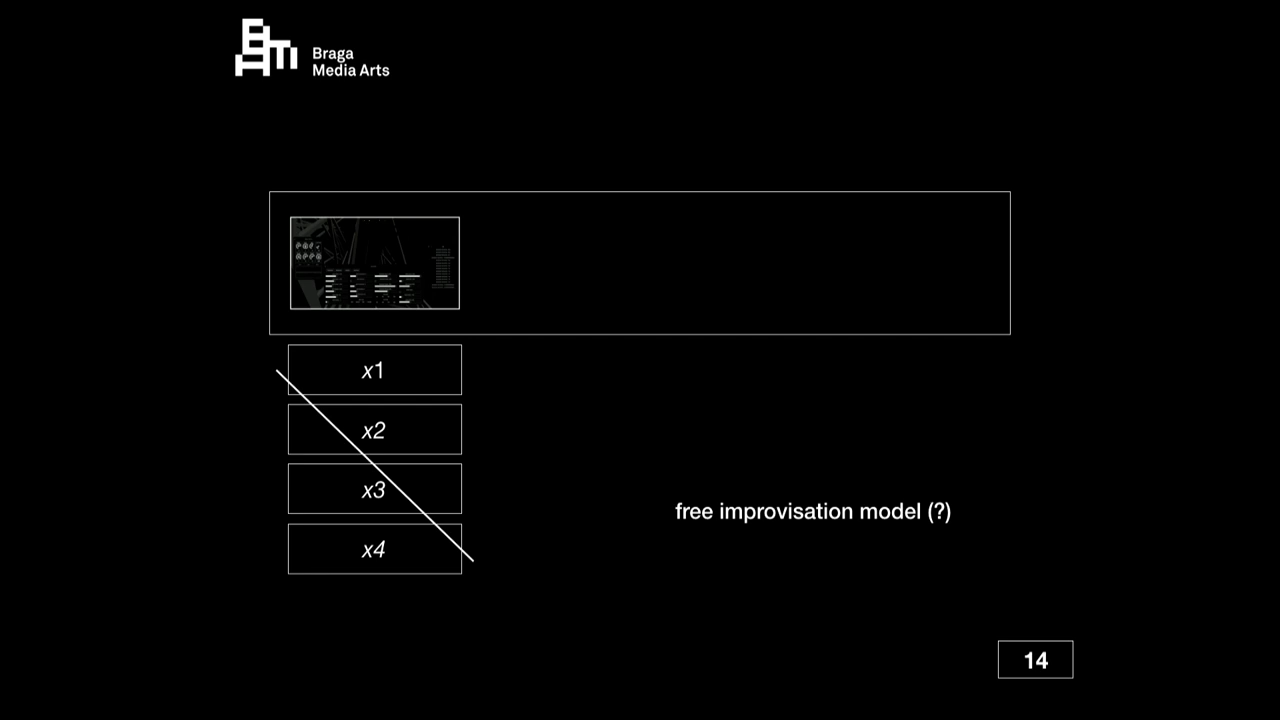 Braga
Media Arts
x1
x2
x3
x4
free improvisation model (?)
14